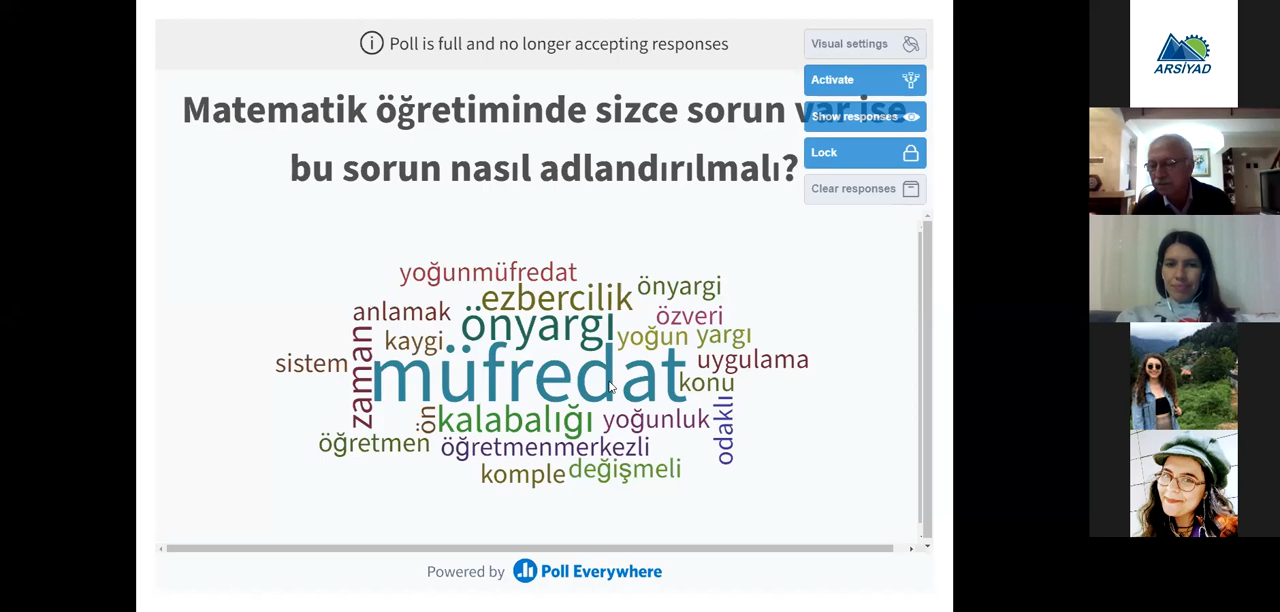 Poll is full and no longer accepting responses
Visual settings
Activate
Show responses
Lock
Clear responses
Matematik öğretiminde sizce sorun var ise
bu sorun nasıl adlandırılmalı?
yoğunmüfredat
önyargi
ezbercilik
anlamak
özveri
önyargı
kaygi
yoğun
yargı
sistem
zaman
müfredat
uygulama
konu
ön
kalabalığı
yoğunluk
odaklı
öğretmen
öğretmenmerkezli
komple
değişmeli
Powered by Poll Everywhere
ARSİYAD